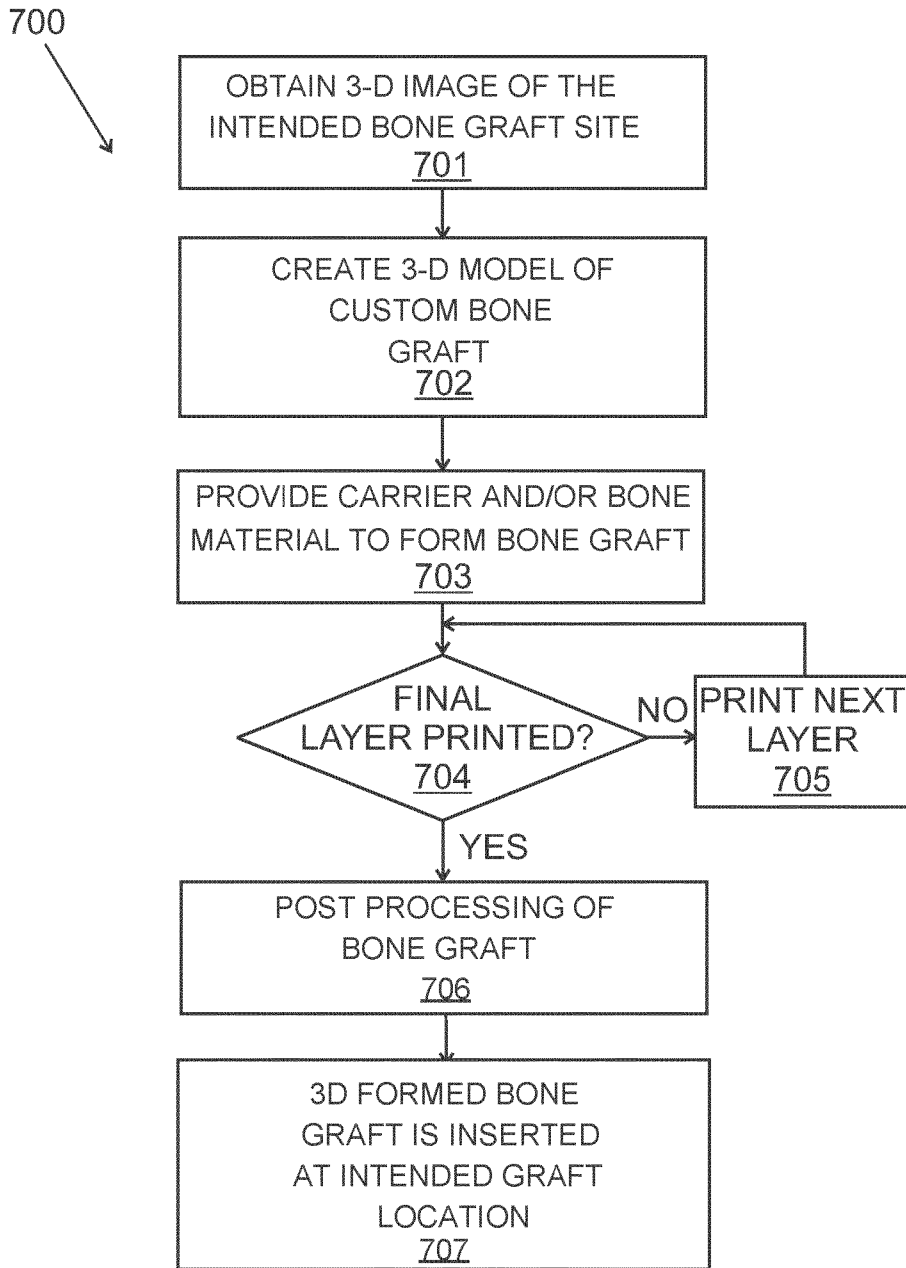 700
OBTAIN 3-D IMAGE OF THE
INTENDED BONE GRAFT SITE
701
CREATE 3-D MODEL OF
CUSTOM BONE
GRAFT
702
PROVIDE CARRIER AND/OR BONE
MATERIAL TO FORM BONE GRAFT
703
FINAL
LAYER PRINTED?
704
NO
PRINT NEXT
LAYER
705
YES
POST PROCESSING OF
BONE GRAFT
706
3D FORMED BONE
GRAFT IS INSERTED
AT INTENDED GRAFT
LOCATION
707